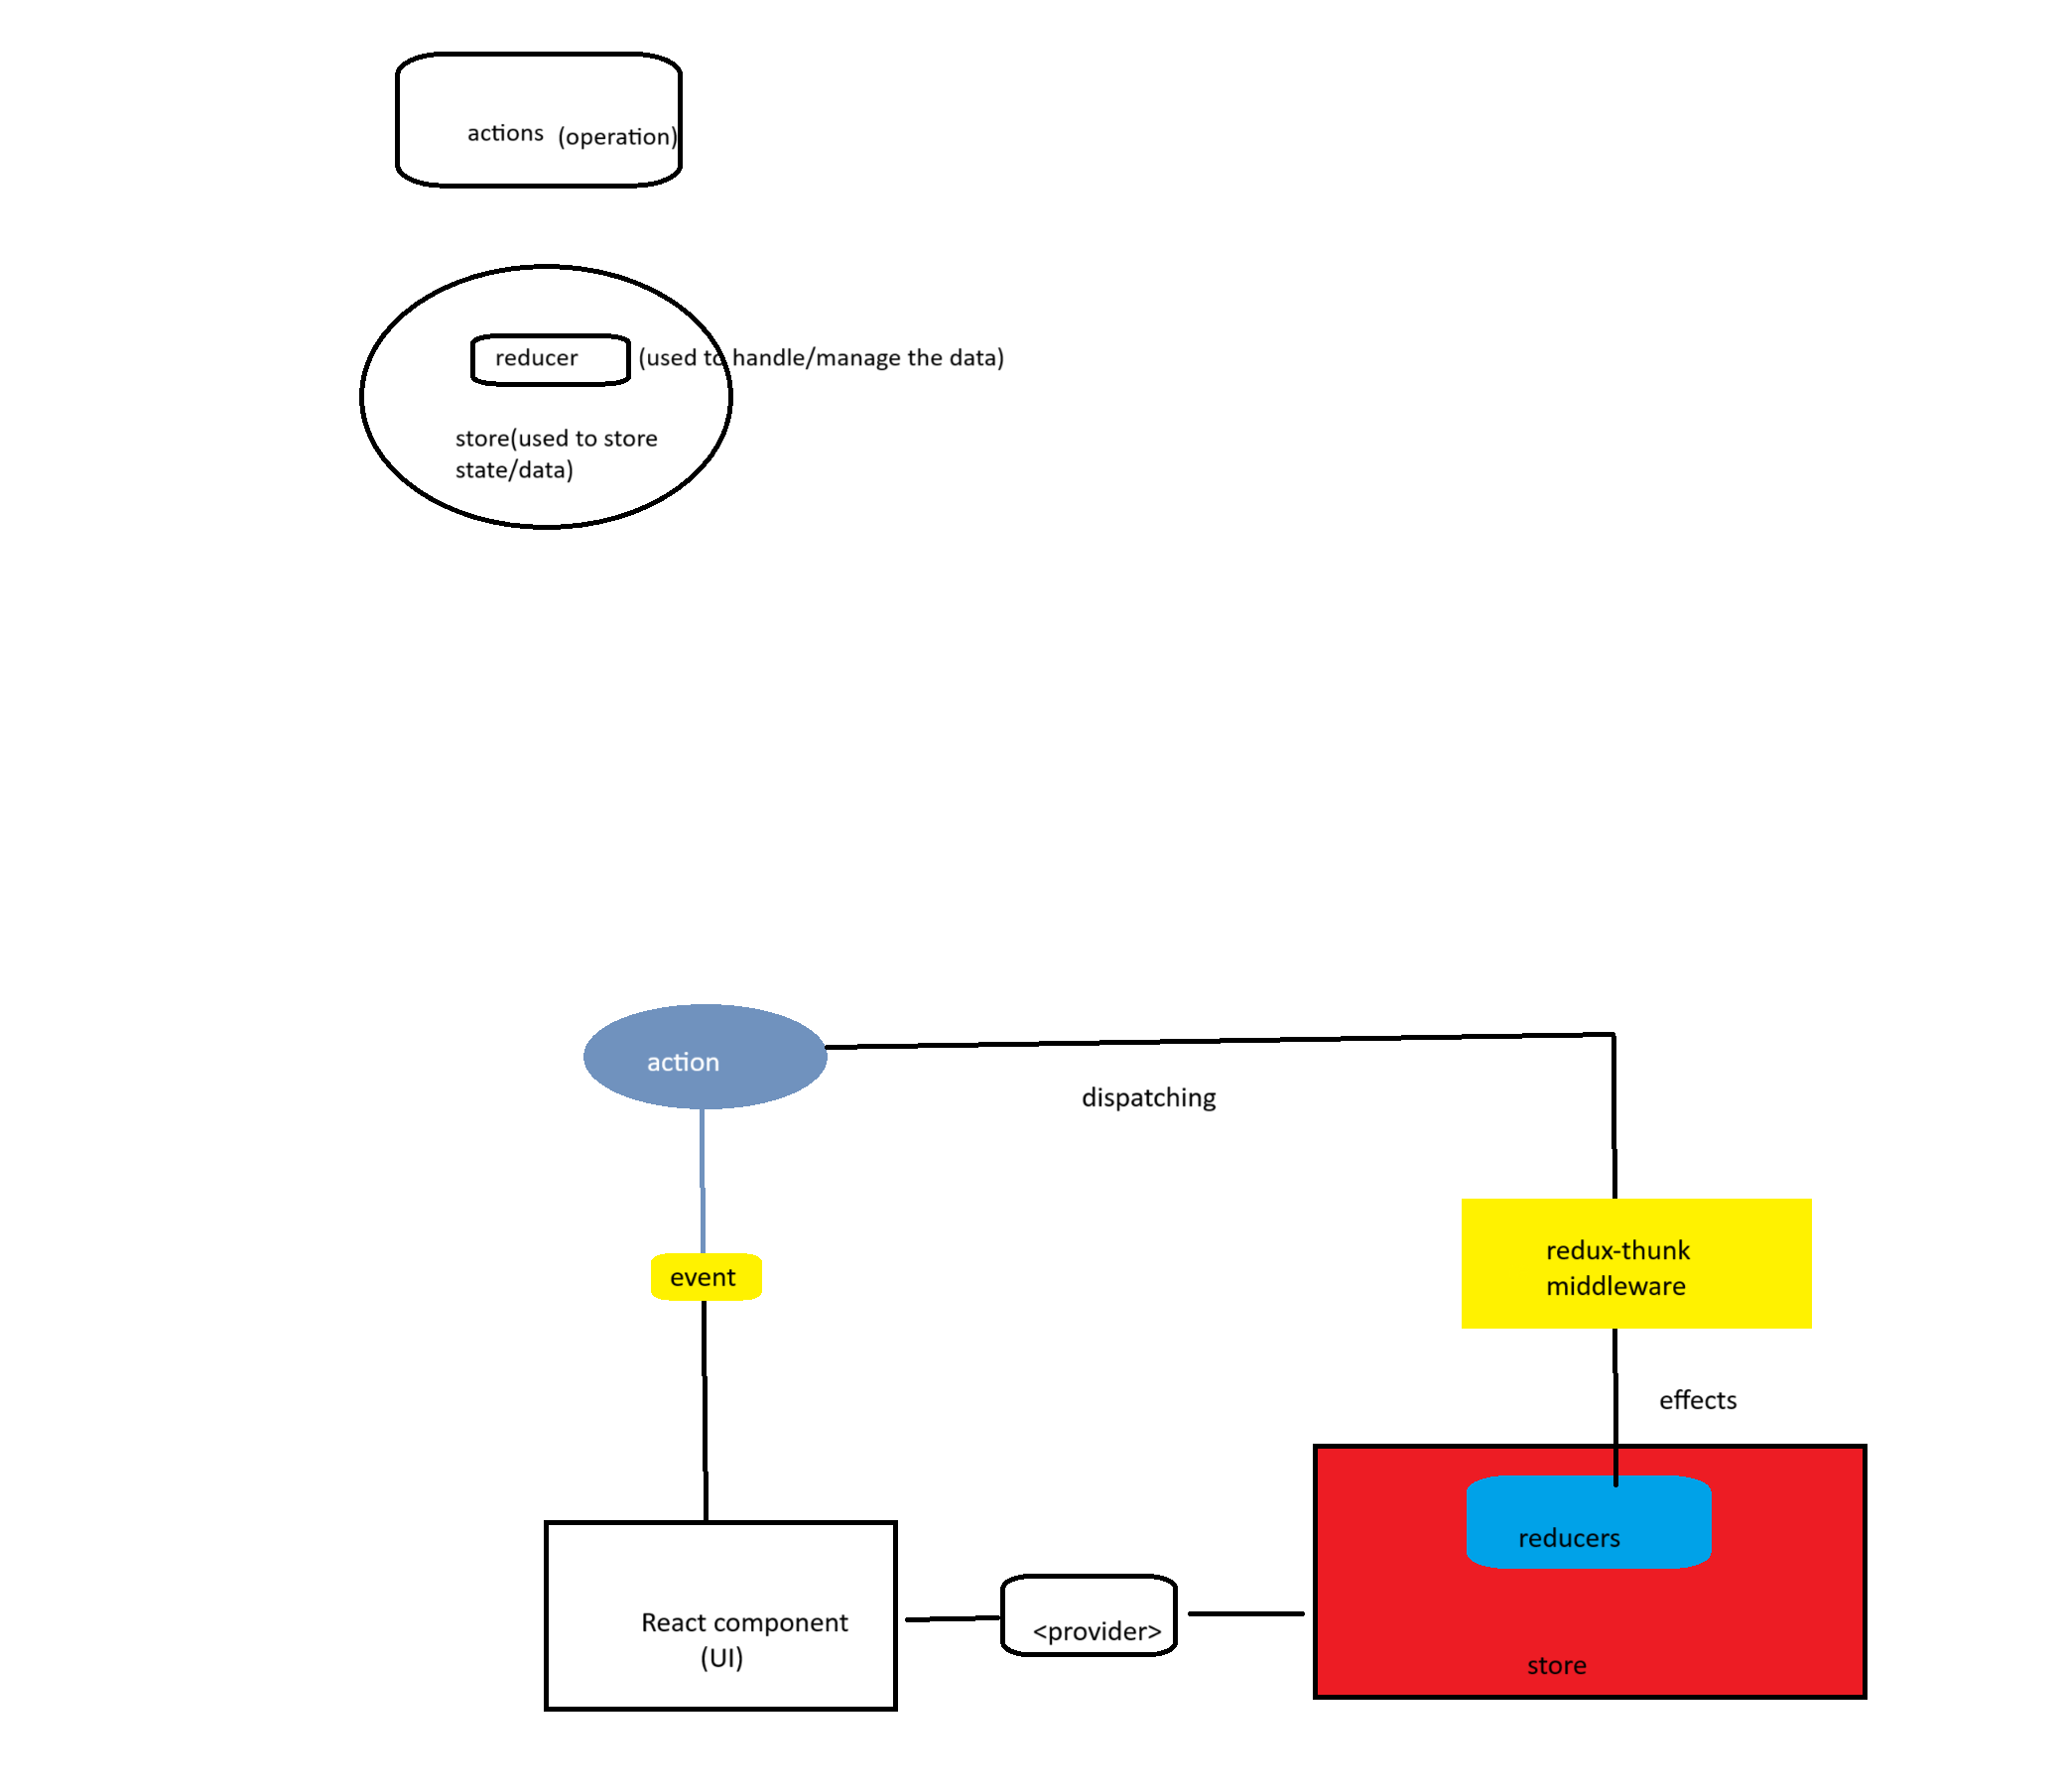 actions (operation)
reducer (used to handle/manage the data)
store(used to store
state/data)
action
dispatching
redux-thunk
middleware
event
effects
reducers
React component
(UI)
<provider>
store